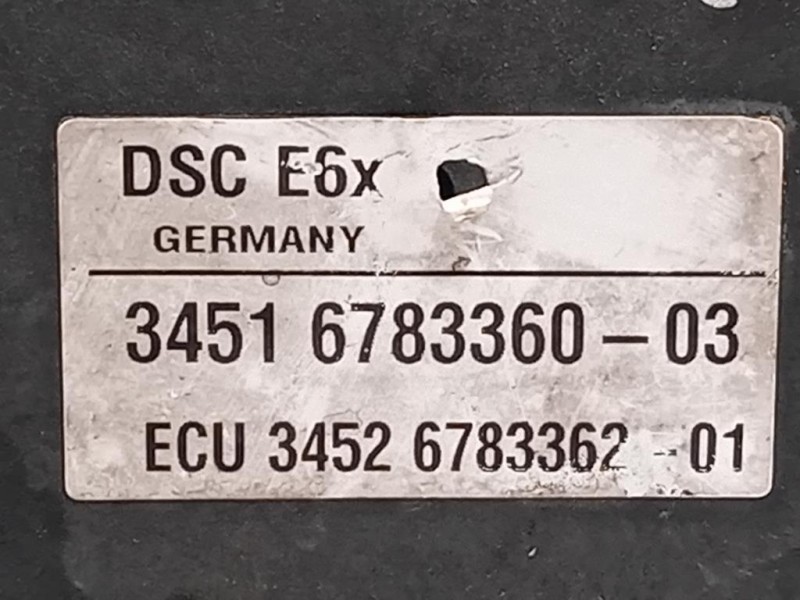 DSC E6x
GERMANY
3451 6783360 – 03
ECU 3452 6783362 - 01